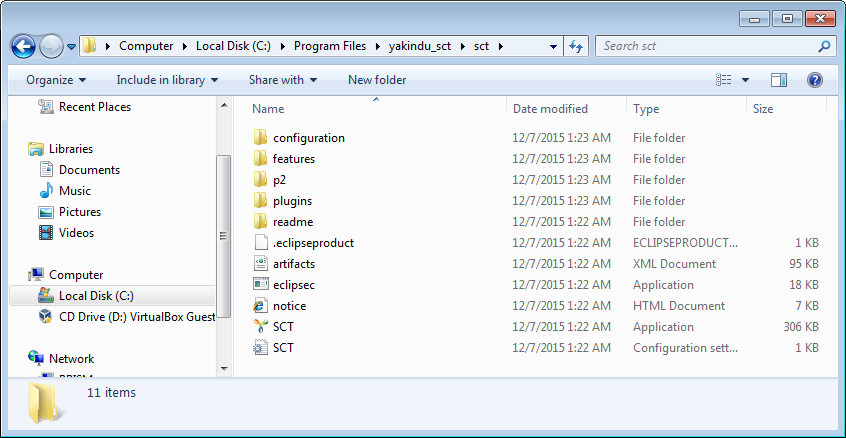 Computer Local Disk (C:) Program Files yakindu_sct sct Search sct
Organize Include in library Share with New folder
Recent Places
Libraries
Documents
Music
Pictures
Videos
Computer
Local Disk (C:)
CD Drive (D:) VirtualBox Guest
Network
Name Date modified Type Size
configuration 12/7/2015 1:23 AM File folder
features 12/7/2015 1:23 AM File folder
p2 12/7/2015 1:23 AM File folder
plugins 12/7/2015 1:23 AM File folder
readme 12/7/2015 1:22 AM File folder
.eclipseproduct 12/7/2015 1:22 AM ECLIPSEPRODUCT... 1 KB
artifacts 12/7/2015 1:22 AM XML Document 95 KB
eclipsec 12/7/2015 1:22 AM Application 18 KB
notice 12/7/2015 1:22 AM HTML Document 7 KB
SCT 12/7/2015 1:22 AM Application 306 KB
SCT 12/7/2015 1:22 AM Configuration sett... 1 KB
11 items